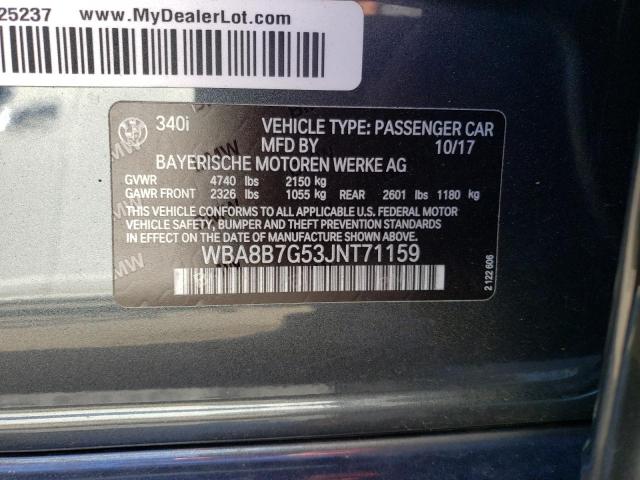 25237 www.MyDealerLot.com
340i VEHICLE TYPE: PASSENGER CAR
MFD BY 10/17
BAYERISCHE MOTOREN WERKE AG
GVWR 4740 lbs 2150 kg
GAWR FRONT 2326 lbs 1055 kg REAR 2601 lbs 1180 kg
THIS VEHICLE CONFORMS TO ALL APPLICABLE U.S. FEDERAL MOTOR
VEHICLE SAFETY, BUMPER AND THEFT PREVENTION STANDARDS
IN EFFECT ON THE DATE OF MANUFACTURE SHOWN ABOVE.
WBA8B7G53JNT71159
2 122 606